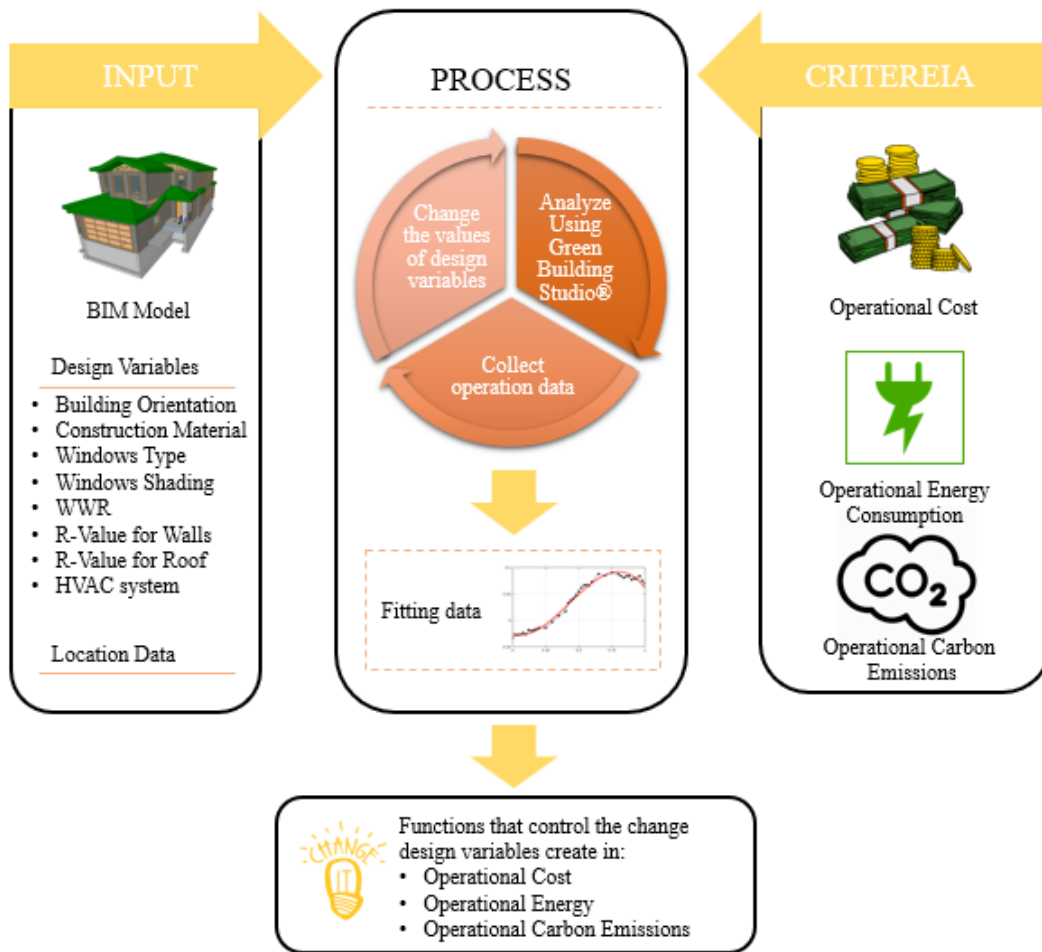 INPUT
BIM Model
Design Variables
• Building Orientation
• Construction Material
• Windows Type
• Windows Shading
• WWR
• R-Value for Walls
• R-Value for Roof
• HVAC system
Location Data
PROCESS
Change
the values
of design
variables
Analyze
Using
Green
Building
Studio®
Collect
operation data
Fitting data
CRITEREIA
Operational Cost
Operational Energy
Consumption
CO2
Operational Carbon
Emissions
CHANGE
IT
Functions that control the change
design variables create in:
• Operational Cost
• Operational Energy
• Operational Carbon Emissions